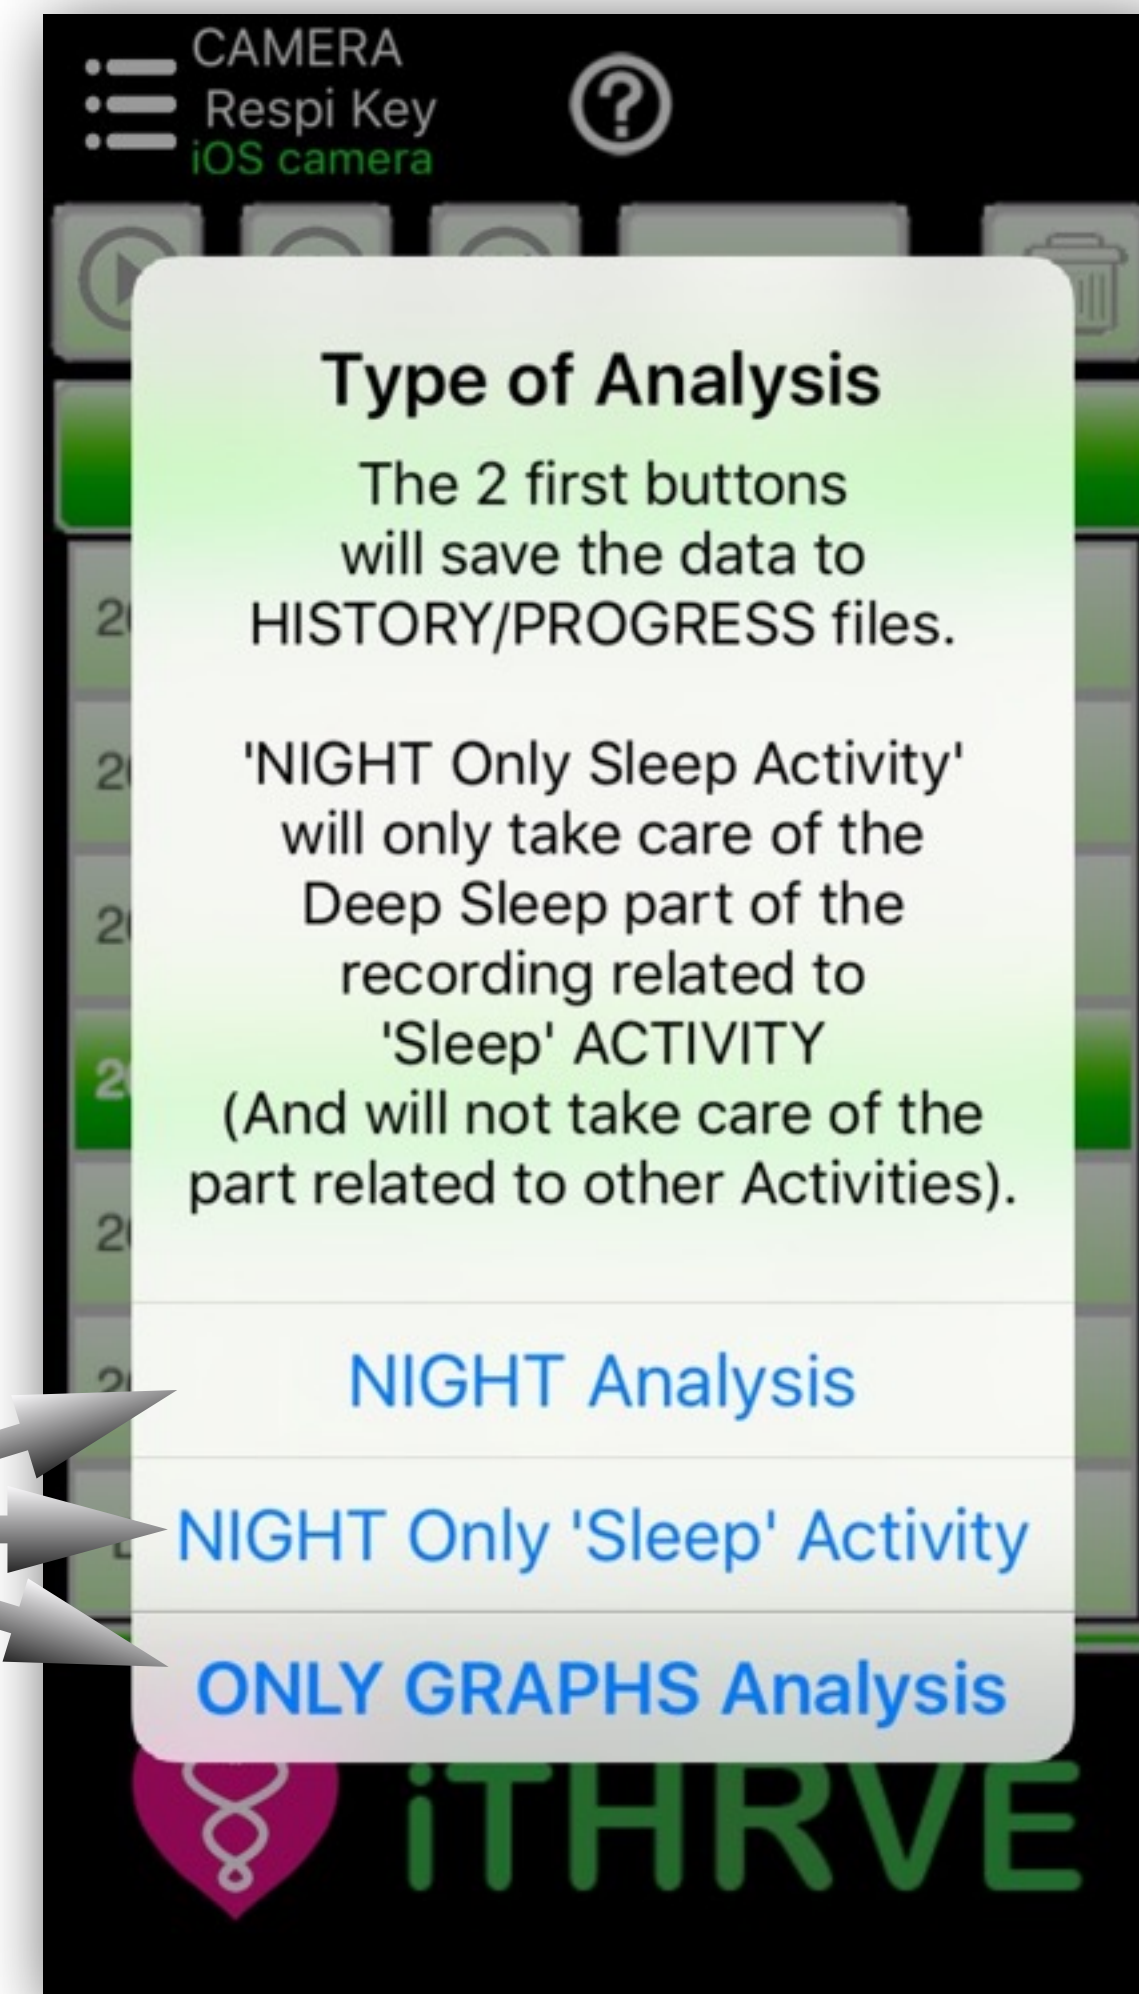 CAMERA
Respi Key
iOS camera
?
Type of Analysis
The 2 first buttons
will save the data to
HISTORY/PROGRESS files.
'NIGHT Only Sleep Activity'
will only take care of the
Deep Sleep part of the
recording related to
'Sleep' ACTIVITY
(And will not take care of the
part related to other Activities).
NIGHT Analysis
NIGHT Only 'Sleep' Activity
ONLY GRAPHS Analysis
iTHRVE